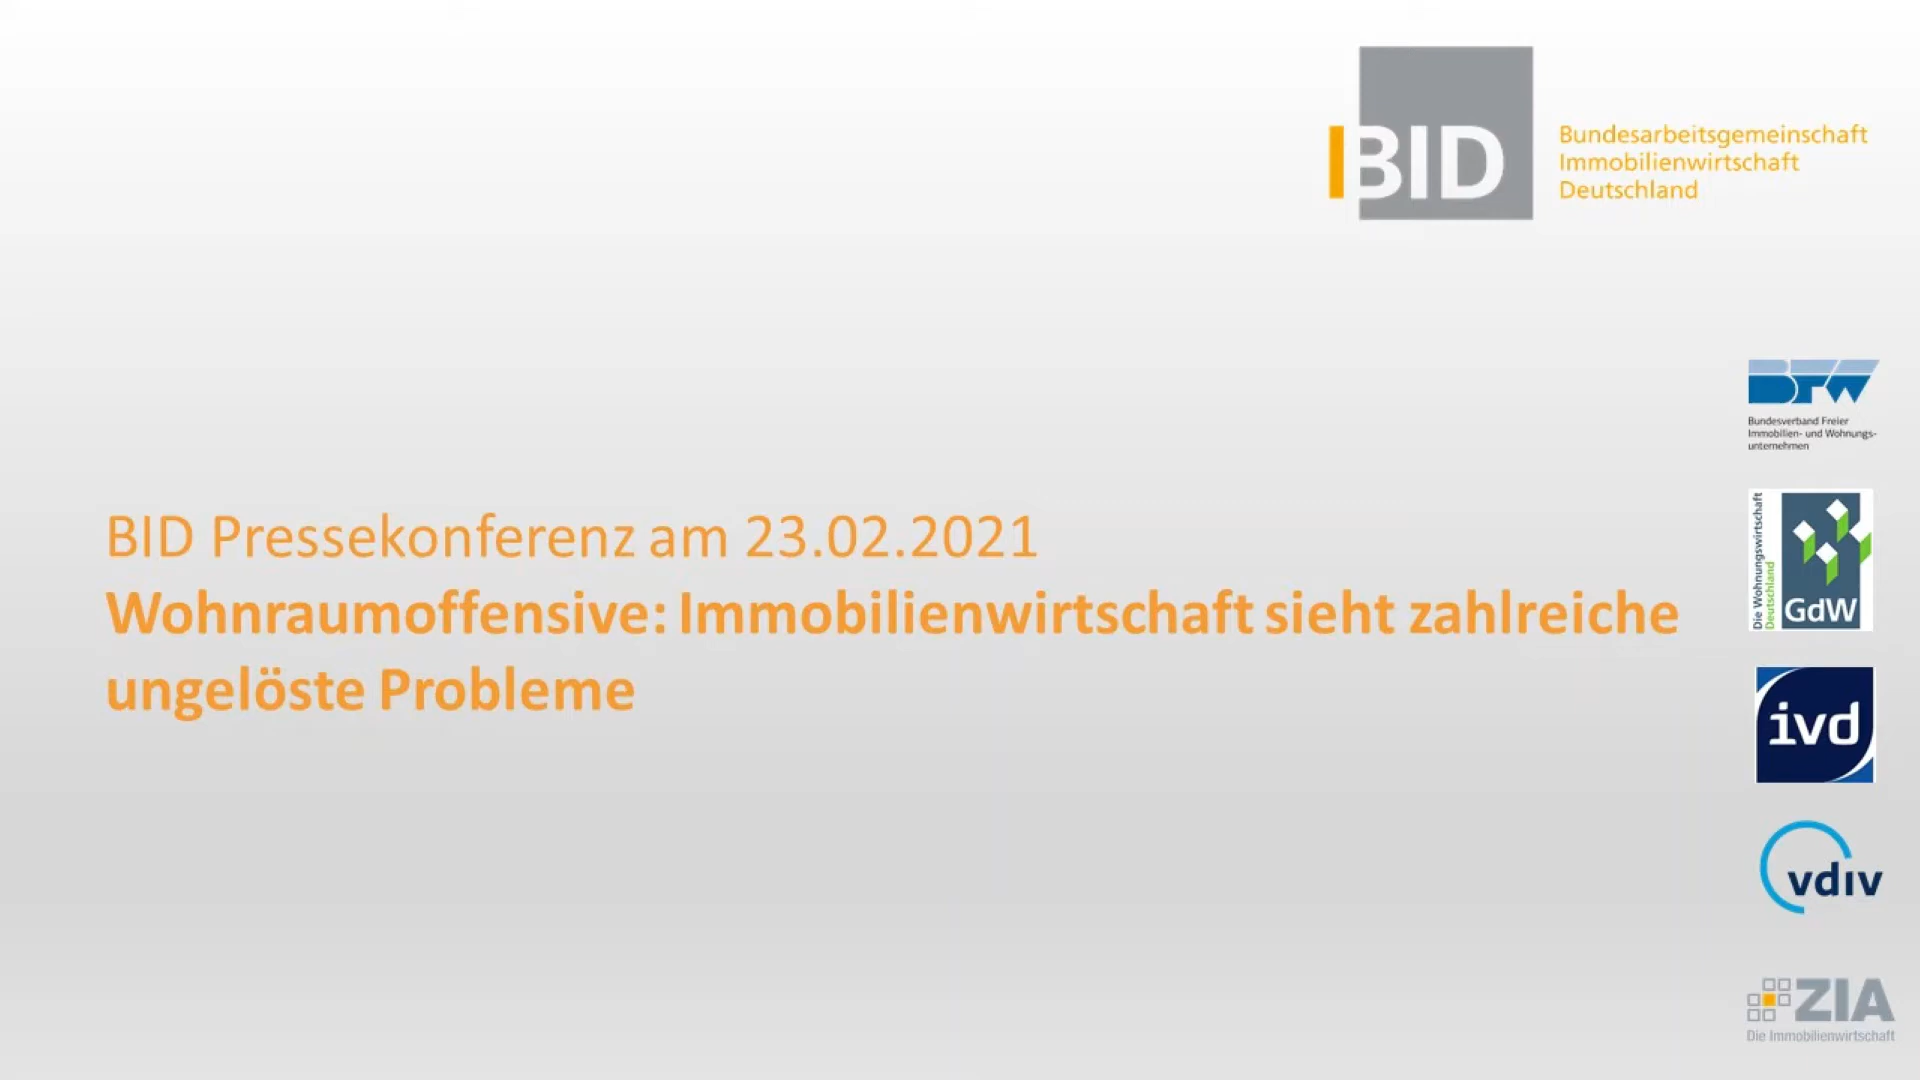 BID
Bundesarbeitsgemeinschaft
Immobilienwirtschaft
Deutschland
BFW
Bundesverband Freier
Immobilien- und Wohnungs-
unternehmen
Die Wohnungswirtschaft
Deutschland
GdW
BID Pressekonferenz am 23.02.2021
Wohnraumoffensive: Immobilienwirtschaft sieht zahlreiche
ungelöste Probleme
ivd
vdiv
ZIA
Die Immobilienwirtschaft